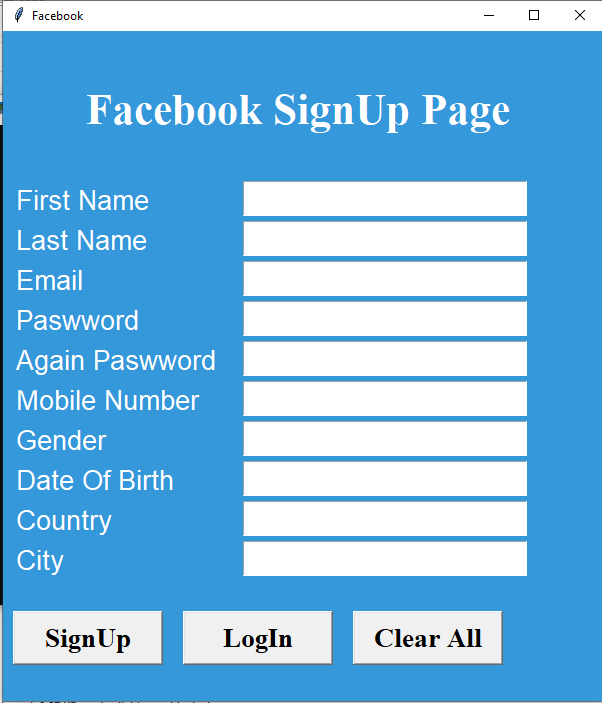 Facebook
Facebook SignUp Page
First Name
Last Name
Email
Paswword
Again Paswword
Mobile Number
Gender
Date Of Birth
Country
City
SignUp LogIn Clear All